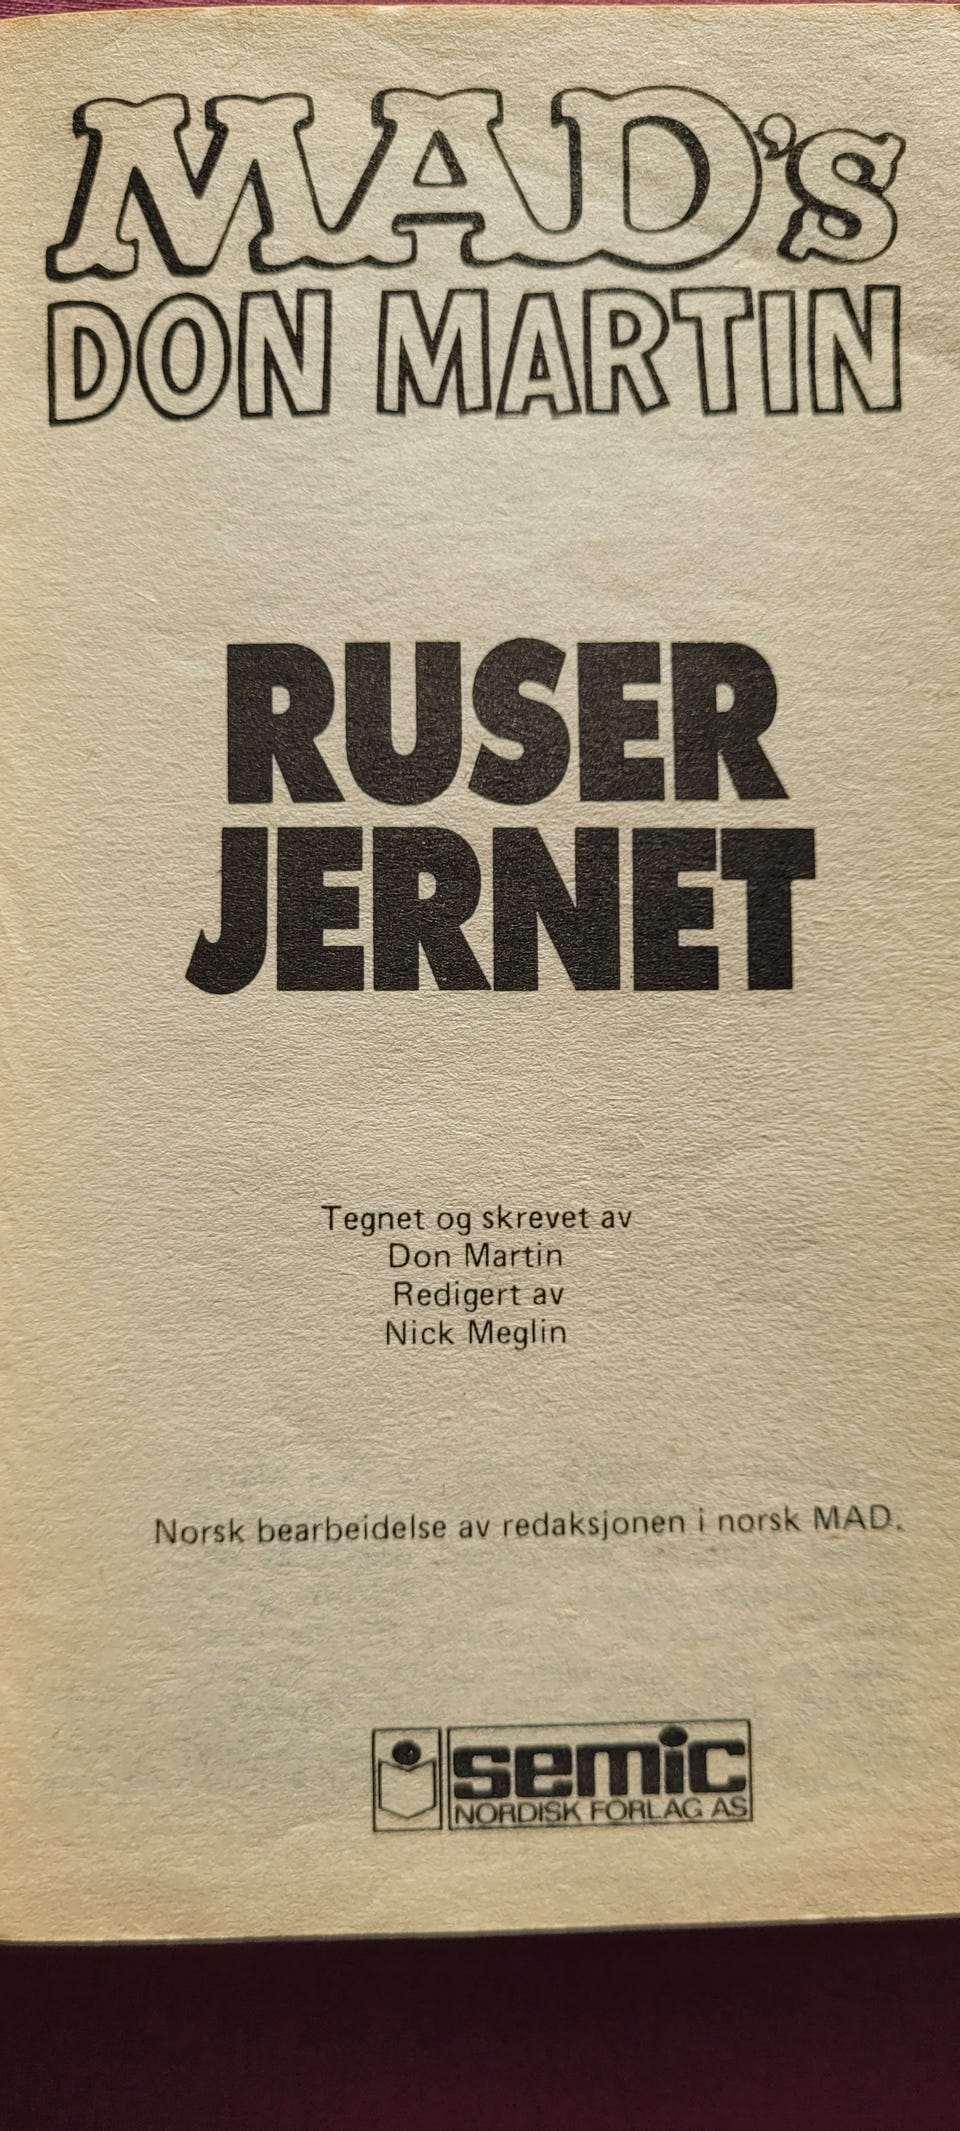 MAD's
DON MARTIN
RUSER
JERNET
Tegnet og skrevet av
Don Martin
Redigert av
Nick Meglin
Norsk bearbeidelse av redaksjonen i norsk MAD.
semic
NORDISK FORLAG AS